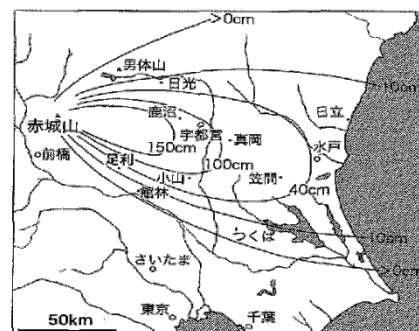 >0cm
男体山
日光
10cm
日立
鹿沼
赤城山
宇都宮
真岡
前橋
150cm
水戸
足利
100cm
小山
笠間
40cm
館林
つくば
10cm
さいたま
>0cm
50km
東京
千葉